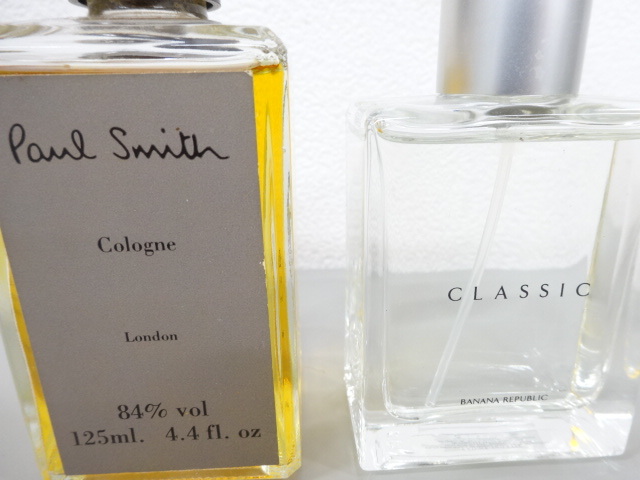 Paul Smith
Cologne
London
84% vol
125ml. 4.4 fl. oz
CLASSIC
BANANA REPUBLIC